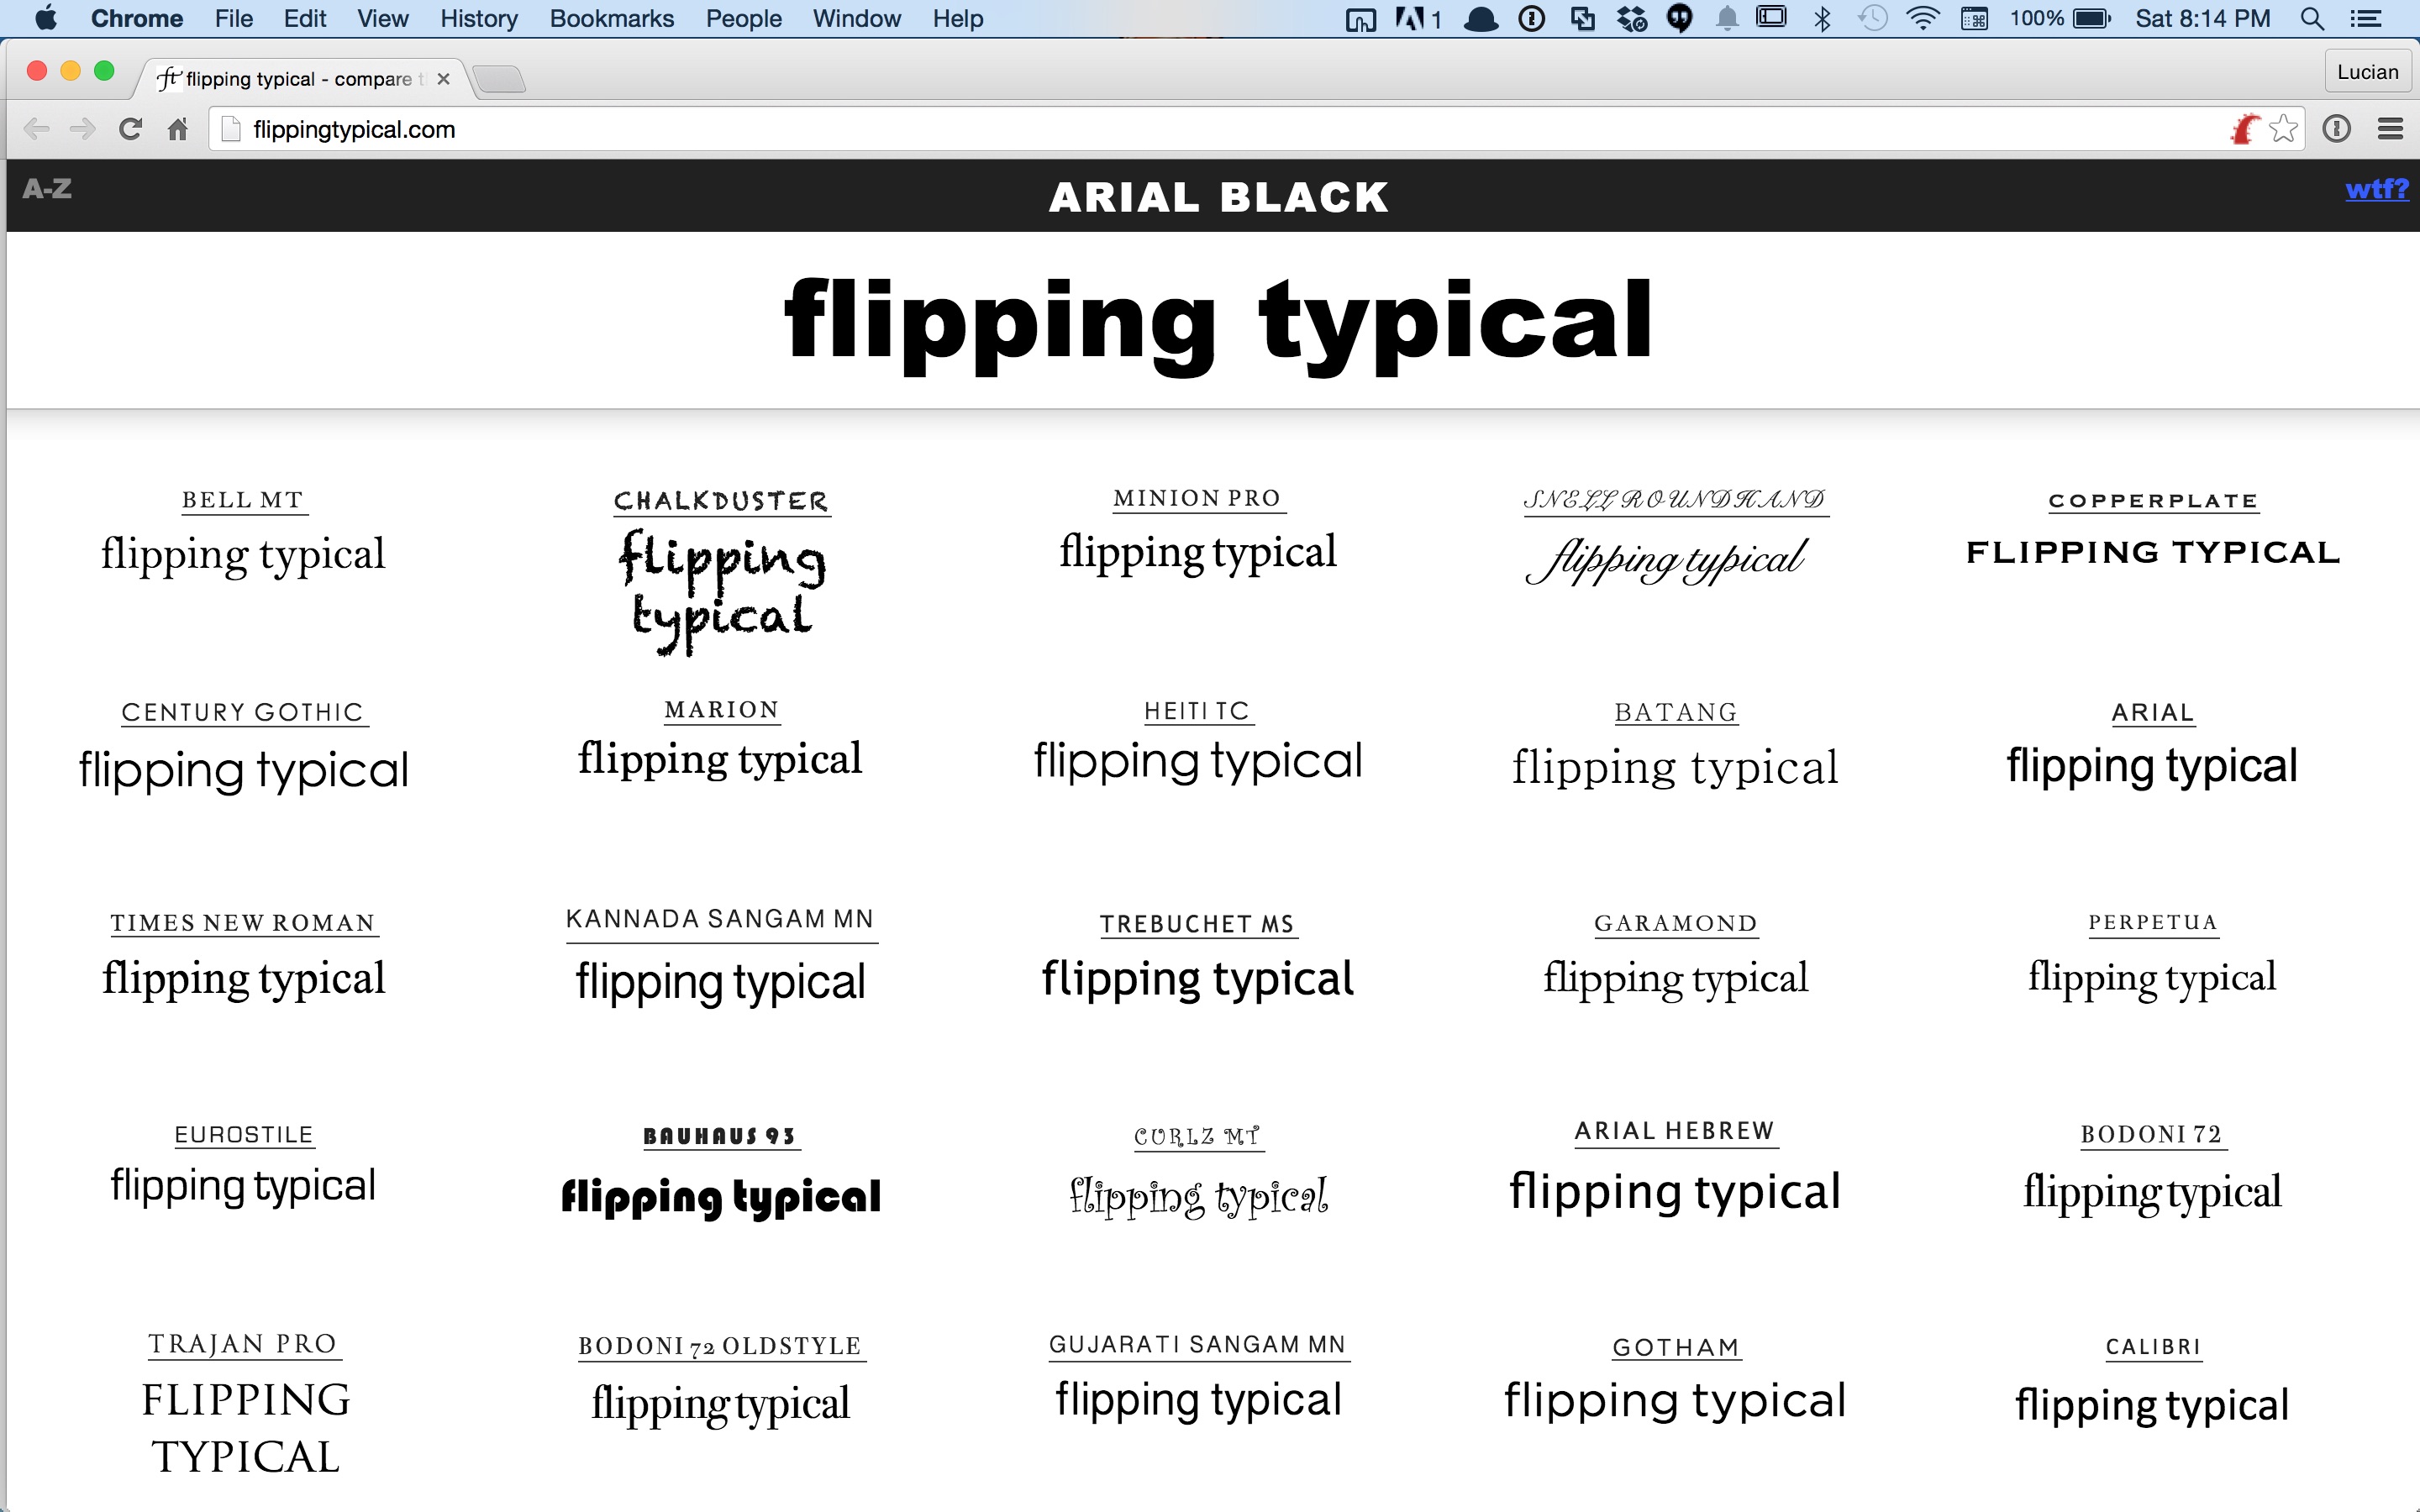 Chrome File Edit View History Bookmarks People Window Help 1 100% Sat 8:14 PM
ft flipping typical - compare t
Lucian
flippingtypical.com
A-Z ARIAL BLACK wtf?
flipping typical
BELL MT CHALKDUSTER MINION PRO SNELL ROUNDHAND COPPERPLATE
flipping typical flipping flipping typical flipping typical FLIPPING TYPICAL
typical
CENTURY GOTHIC MARION HEITI TC BATANG ARIAL
flipping typical flipping typical flipping typical flipping typical flipping typical
TIMES NEW ROMAN KANNADA SANGAM MN TREBUCHET MS GARAMOND PERPETUA
flipping typical flipping typical flipping typical flipping typical flipping typical
EUROSTILE BAUHAUS 93 CURLZ MT ARIAL HEBREW BODONI 72
flipping typical flipping typical flipping typical flipping typical flipping typical
TRAJAN PRO BODONI 72 OLDSTYLE GUJARATI SANGAM MN GOTHAM CALIBRI
FLIPPING flipping typical flipping typical flipping typical flipping typical
TYPICAL